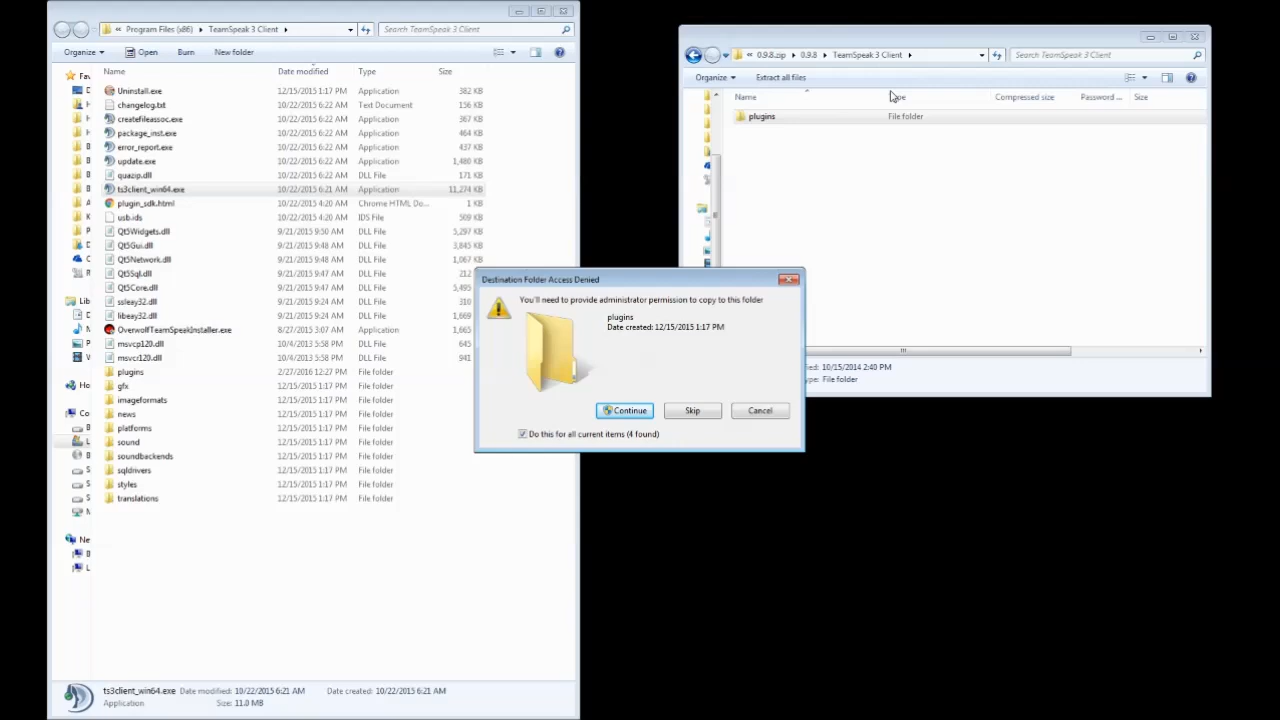 Program Files (x86)
TeamSpeak 3 Client
Search TeamSpeak 3 Client
Organize
Open
Burn
New folder
Name
Date modified
Type
Size
Fav
Uninstall.exe 12/15/2015 1:17 PM Application 382 KB
changelog.txt 10/22/2015 6:22 AM Text Document 156 KB
createfileassoc.exe 10/22/2015 6:22 AM Application 367 KB
package_inst.exe 10/22/2015 6:22 AM Application 464 KB
error_report.exe 10/22/2015 6:22 AM Application 437 KB
update.exe 10/22/2015 6:22 AM Application 1,480 KB
quazip.dll 10/22/2015 6:21 AM DLL File 171 KB
ts3client_win64.exe 10/22/2015 6:21 AM Application 11,274 KB
plugin_sdk.html 10/22/2015 4:20 AM Chrome HTML Do... 1 KB
usb.ids 10/22/2015 4:20 AM IDS File 509 KB
Qt5Widgets.dll 9/21/2015 9:50 AM DLL File 5,297 KB
Qt5Gui.dll 9/21/2015 9:48 AM DLL File 3,845 KB
Qt5Network.dll 9/21/2015 9:48 AM DLL File 1,067 KB
Qt5Sql.dll 9/21/2015 9:47 AM DLL File 212
Qt5Core.dll 9/21/2015 9:47 AM DLL File 5,495
ssleay32.dll 9/21/2015 9:24 AM DLL File 310
libeay32.dll 9/21/2015 9:24 AM DLL File 1,669
OverwolfTeamSpeakInstaller.exe 8/27/2015 3:07 AM Application 1,665
msvcp120.dll 10/4/2013 5:58 PM DLL File 645
msvcr120.dll 10/4/2013 5:58 PM DLL File 941
plugins 2/27/2016 12:27 PM File folder
gfx 12/15/2015 1:17 PM File folder
imageformats 12/15/2015 1:17 PM File folder
news 12/15/2015 1:17 PM File folder
platforms 12/15/2015 1:17 PM File folder
sound 12/15/2015 1:17 PM File folder
soundbackends 12/15/2015 1:17 PM File folder
sqldrivers 12/15/2015 1:17 PM File folder
styles 12/15/2015 1:17 PM File folder
translations 12/15/2015 1:17 PM File folder
Lib
Ho
Co
Ne
ts3client_win64.exe Date modified: 10/22/2015 6:21 AM Date created: 10/22/2015 6:21 AM
Application Size: 11.0 MB
0.9.8.zip
0.9.8
TeamSpeak 3 Client
Search TeamSpeak 3 Client
Organize
Extract all files
Name
Compressed size
Password ...
Size
plugins File folder
fied: 10/15/2014 2:40 PM
ype: File folder
Destination Folder Access Denied
You'll need to provide administrator permission to copy to this folder
plugins
Date created: 12/15/2015 1:17 PM
Continue
Skip
Cancel
Do this for all current items (4 found)